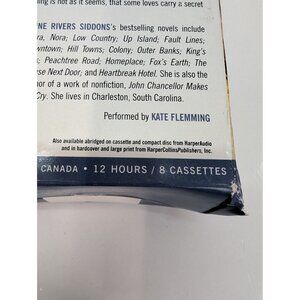 ing is not as it seems, that some loves carry a secret
NE RIVERS SIDDONS's bestselling novels include
ra, Nora; Low Country; Up Island; Fault Lines;
wntown; Hill Towns; Colony; Outer Banks; King's
s; Peachtree Road; Homeplace; Fox's Earth; The
se Next Door; and Heartbreak Hotel. She is also the
or of a work of nonfiction, John Chancellor Makes
Cry. She lives in Charleston, South Carolina.
Performed by KATE FLEMMING
Also available abridged on cassette and compact disc from HarperAudio
and in hardcover and large print from HarperCollinsPublishers, Inc.
CANADA • 12 HOURS / 8 CASSETTES